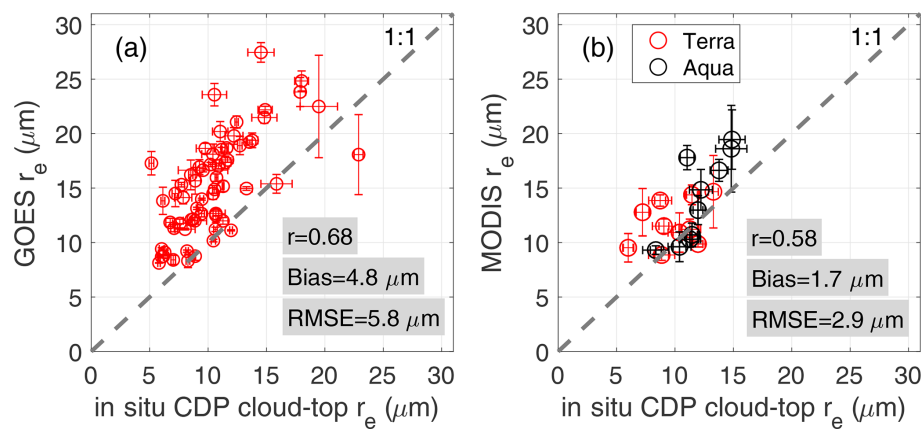 (a)
1:1
30
25
20
15
10
5
0
GOES r_e (μm)
r=0.68
Bias=4.8 μm
RMSE=5.8 μm
0 5 10 15 20 25 30
in situ CDP cloud-top r_e (μm)
(b)
Terra
Aqua
1:1
30
25
20
15
10
5
0
MODIS r_e (μm)
r=0.58
Bias=1.7 μm
RMSE=2.9 μm
0 5 10 15 20 25 30
in situ CDP cloud-top r_e (μm)